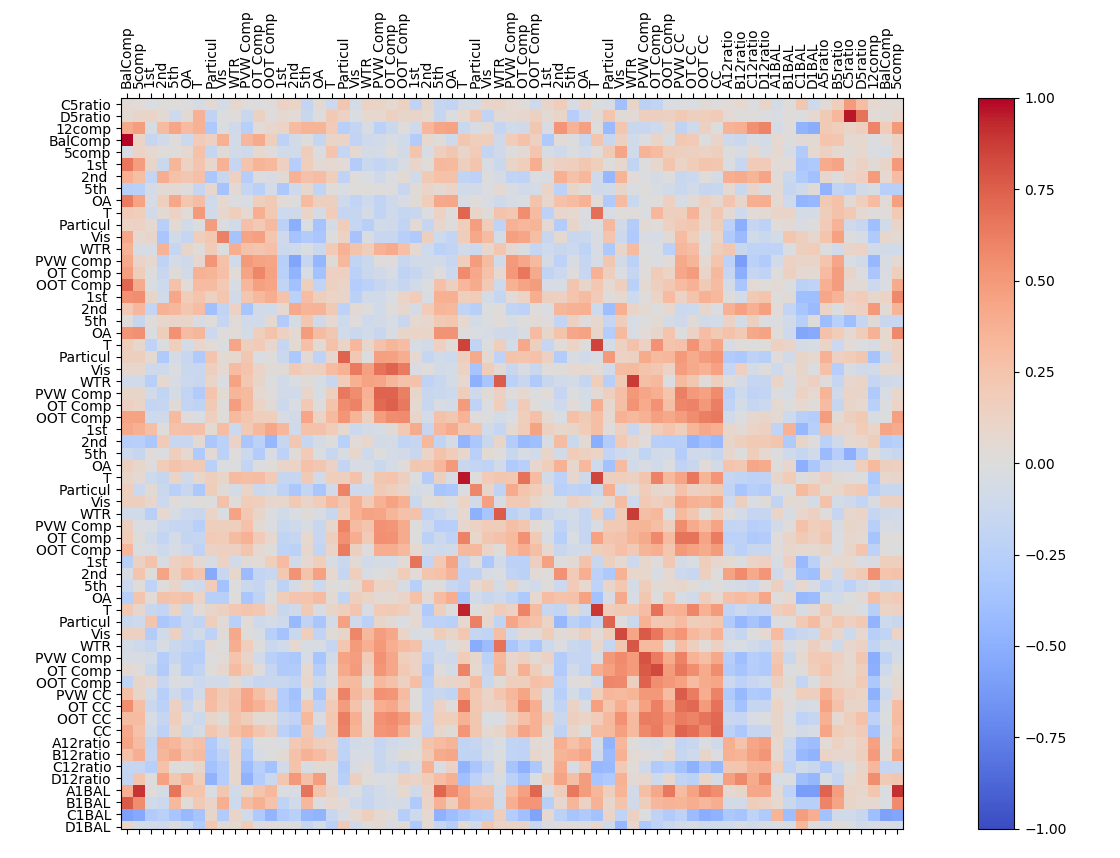 BalComp
5comp
1st
2nd
5th
OA
T
Particul
Vis
WTR
PVW Comp
OT Comp
OOT Comp
1st
2nd
5th
OA
T
Particul
Vis
WTR
PVW Comp
OT Comp
OOT Comp
1st
2nd
5th
OA
T
Particul
Vis
WTR
PVW Comp
OT Comp
OOT Comp
1st
2nd
5th
OA
T
Particul
Vis
WTR
PVW Comp
OT Comp
OOT Comp
PVW CC
OT CC
OOT CC
CC
A12ratio
B12ratio
C12ratio
D12ratio
A1BAL
B1BAL
C1BAL
D1BAL
A5ratio
B5ratio
C5ratio
D5ratio
12comp
BalComp
5comp
C5ratio
D5ratio
12comp
BalComp
5comp
1st
2nd
5th
OA
T
Particul
Vis
WTR
PVW Comp
OT Comp
OOT Comp
1st
2nd
5th
OA
T
Particul
Vis
WTR
PVW Comp
OT Comp
OOT Comp
1st
2nd
5th
OA
T
Particul
Vis
WTR
PVW Comp
OT Comp
OOT Comp
1st
2nd
5th
OA
T
Particul
Vis
WTR
PVW Comp
OT Comp
OOT Comp
PVW CC
OT CC
OOT CC
CC
A12ratio
B12ratio
C12ratio
D12ratio
A1BAL
B1BAL
C1BAL
D1BAL
1.00
0.75
0.50
0.25
0.00
−0.25
−0.50
−0.75
−1.00